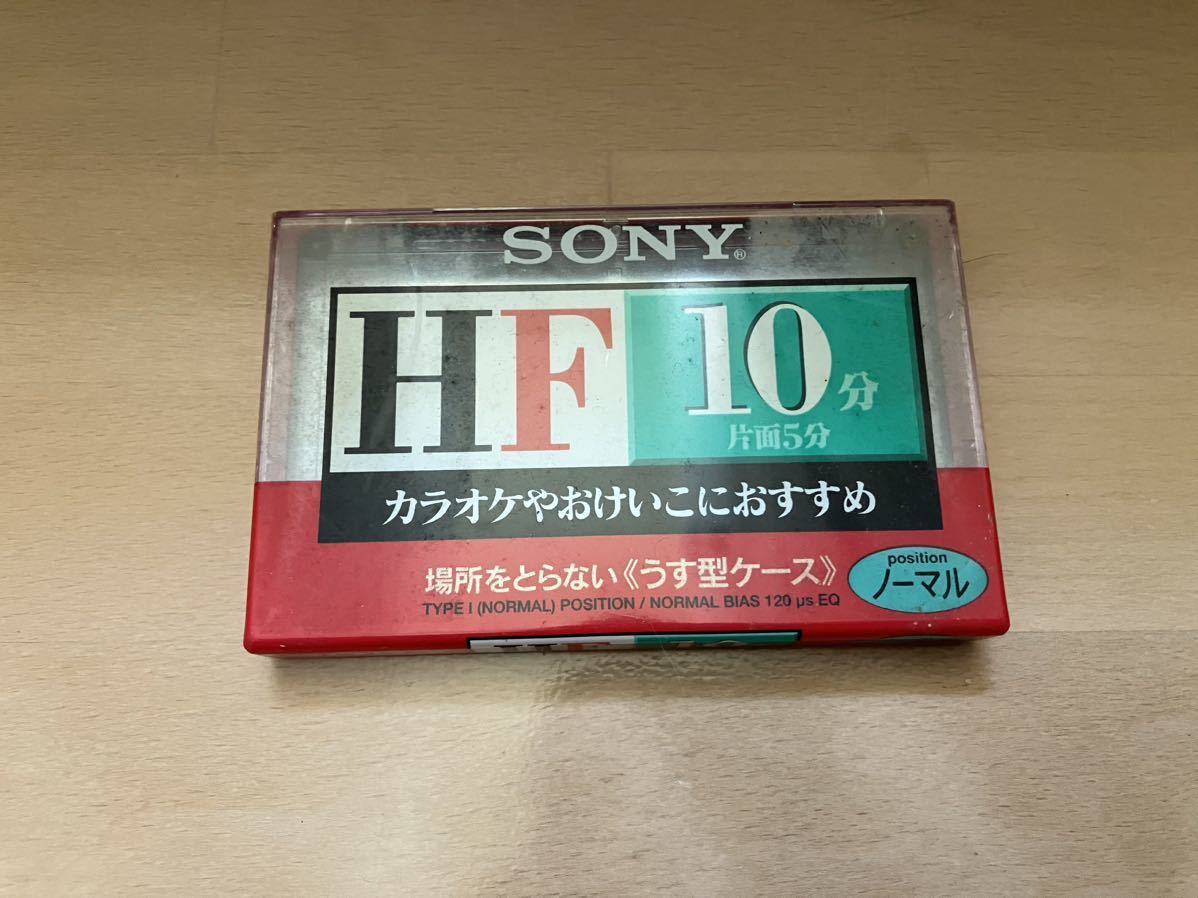 SONY®
HF 10分
片面5分
カラオケやおけいこにおすすめ
場所をとらない《うす型ケース》
TYPE I (NORMAL) POSITION / NORMAL BIAS 120 μs EQ
position
ノーマル
HF 10